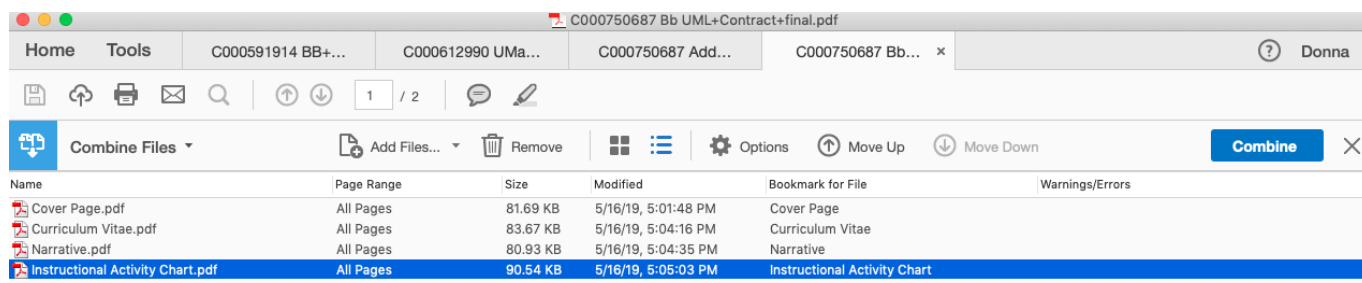 C000750687 Bb UML+Contract+final.pdf
Home Tools C000591914 BB+... C000612990 UMa... C000750687 Add... C000750687 Bb... × ? Donna
1 / 2
Combine Files Add Files... Remove Options Move Up Move Down Combine
Name Page Range Size Modified Bookmark for File Warnings/Errors
Cover Page.pdf All Pages 81.69 KB 5/16/19, 5:01:48 PM Cover Page
Curriculum Vitae.pdf All Pages 83.67 KB 5/16/19, 5:04:16 PM Curriculum Vitae
Narrative.pdf All Pages 80.93 KB 5/16/19, 5:04:35 PM Narrative
Instructional Activity Chart.pdf All Pages 90.54 KB 5/16/19, 5:05:03 PM Instructional Activity Chart